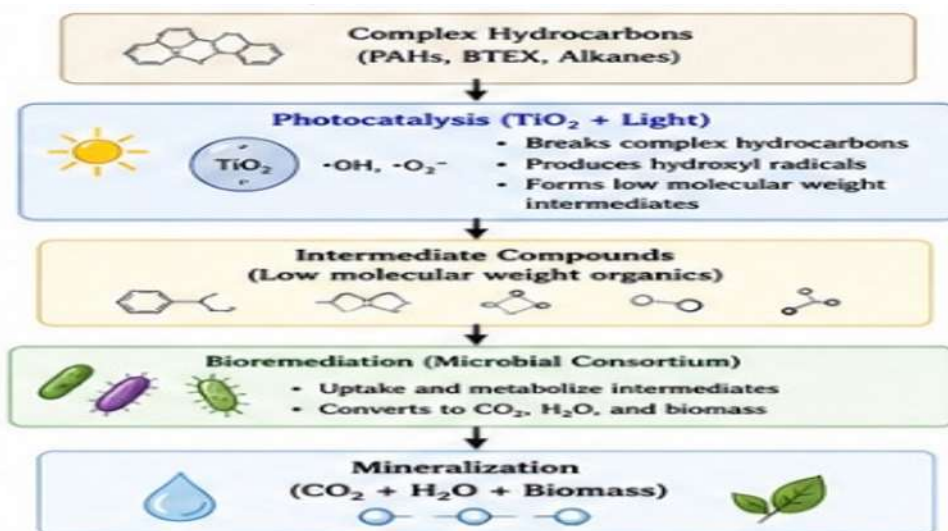 Complex Hydrocarbons
(PAHs, BTEX, Alkanes)
Photocatalysis (TiO₂ + Light)
TiO₂
•OH, •O₂⁻
• Breaks complex hydrocarbons
• Produces hydroxyl radicals
• Forms low molecular weight
intermediates
Intermediate Compounds
(Low molecular weight organics)
Bioremediation (Microbial Consortium)
• Uptake and metabolize intermediates
• Converts to CO₂, H₂O, and biomass
Mineralization
(CO₂ + H₂O + Biomass)